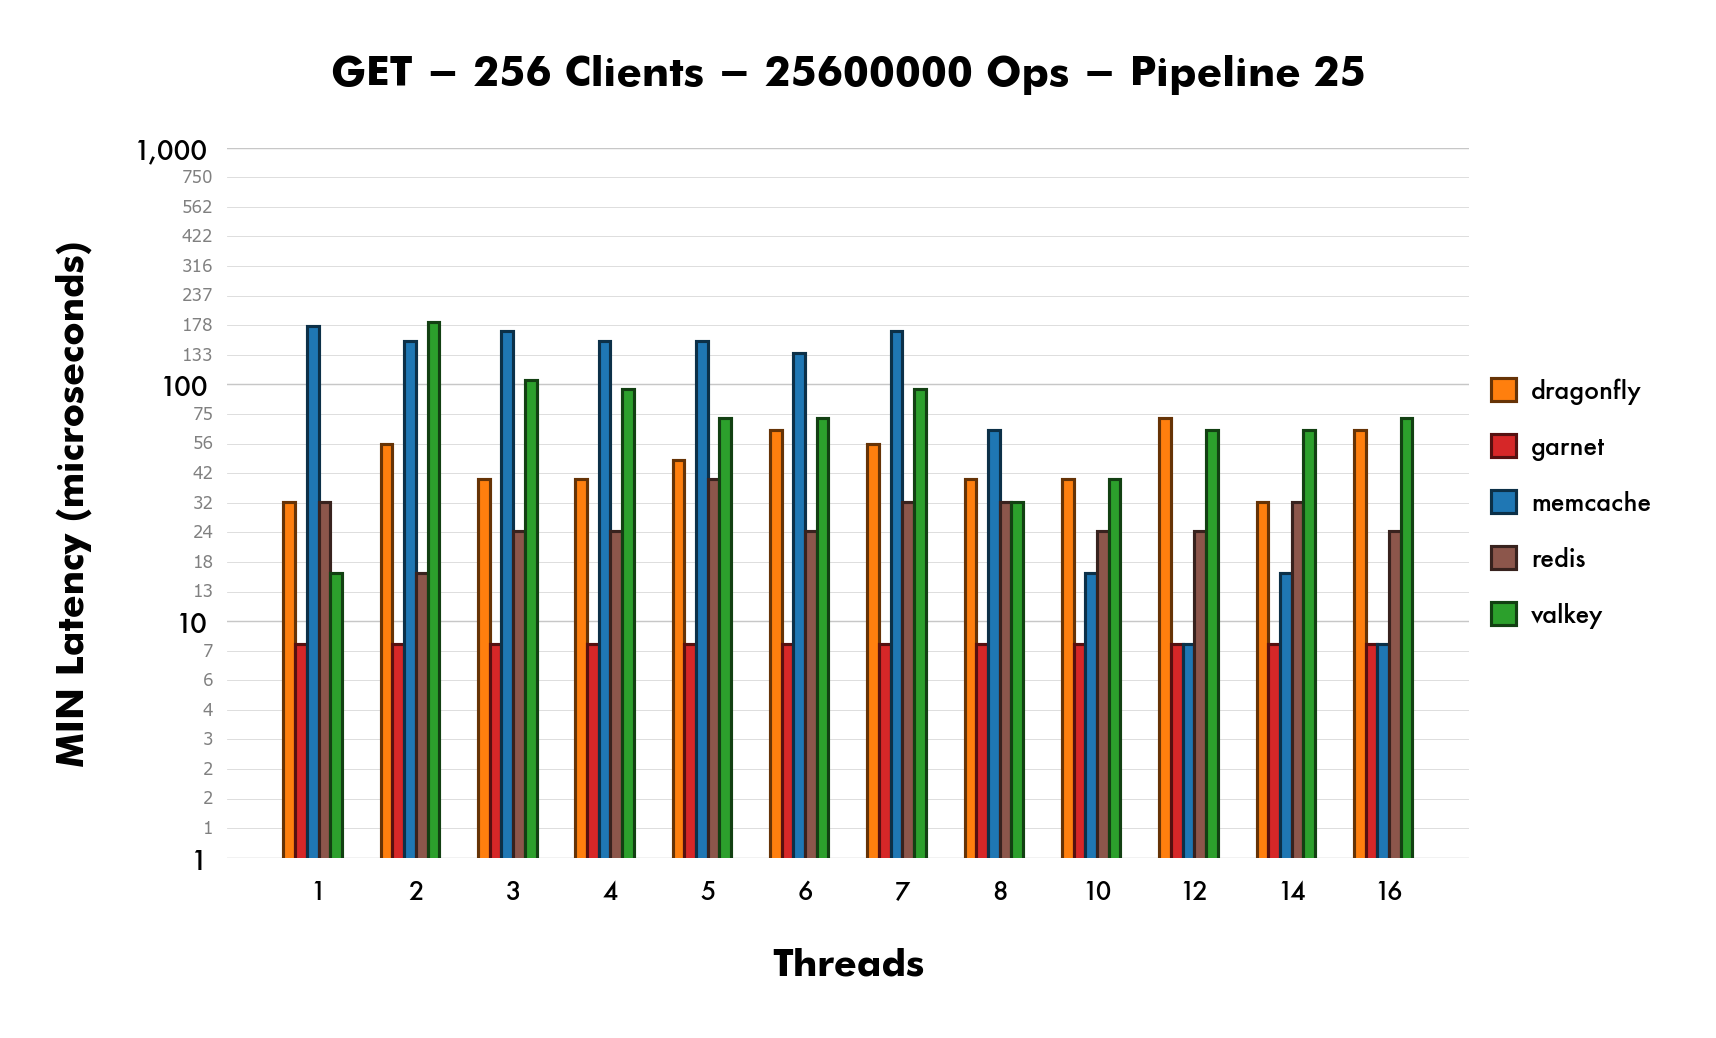 GET – 256 Clients – 25600000 Ops – Pipeline 25
MIN Latency (microseconds)
1,000
750
562
422
316
237
178
133
100
75
56
42
32
24
18
13
10
7
6
4
3
2
2
1
1
1 2 3 4 5 6 7 8 10 12 14 16
Threads
dragonfly
garnet
memcache
redis
valkey